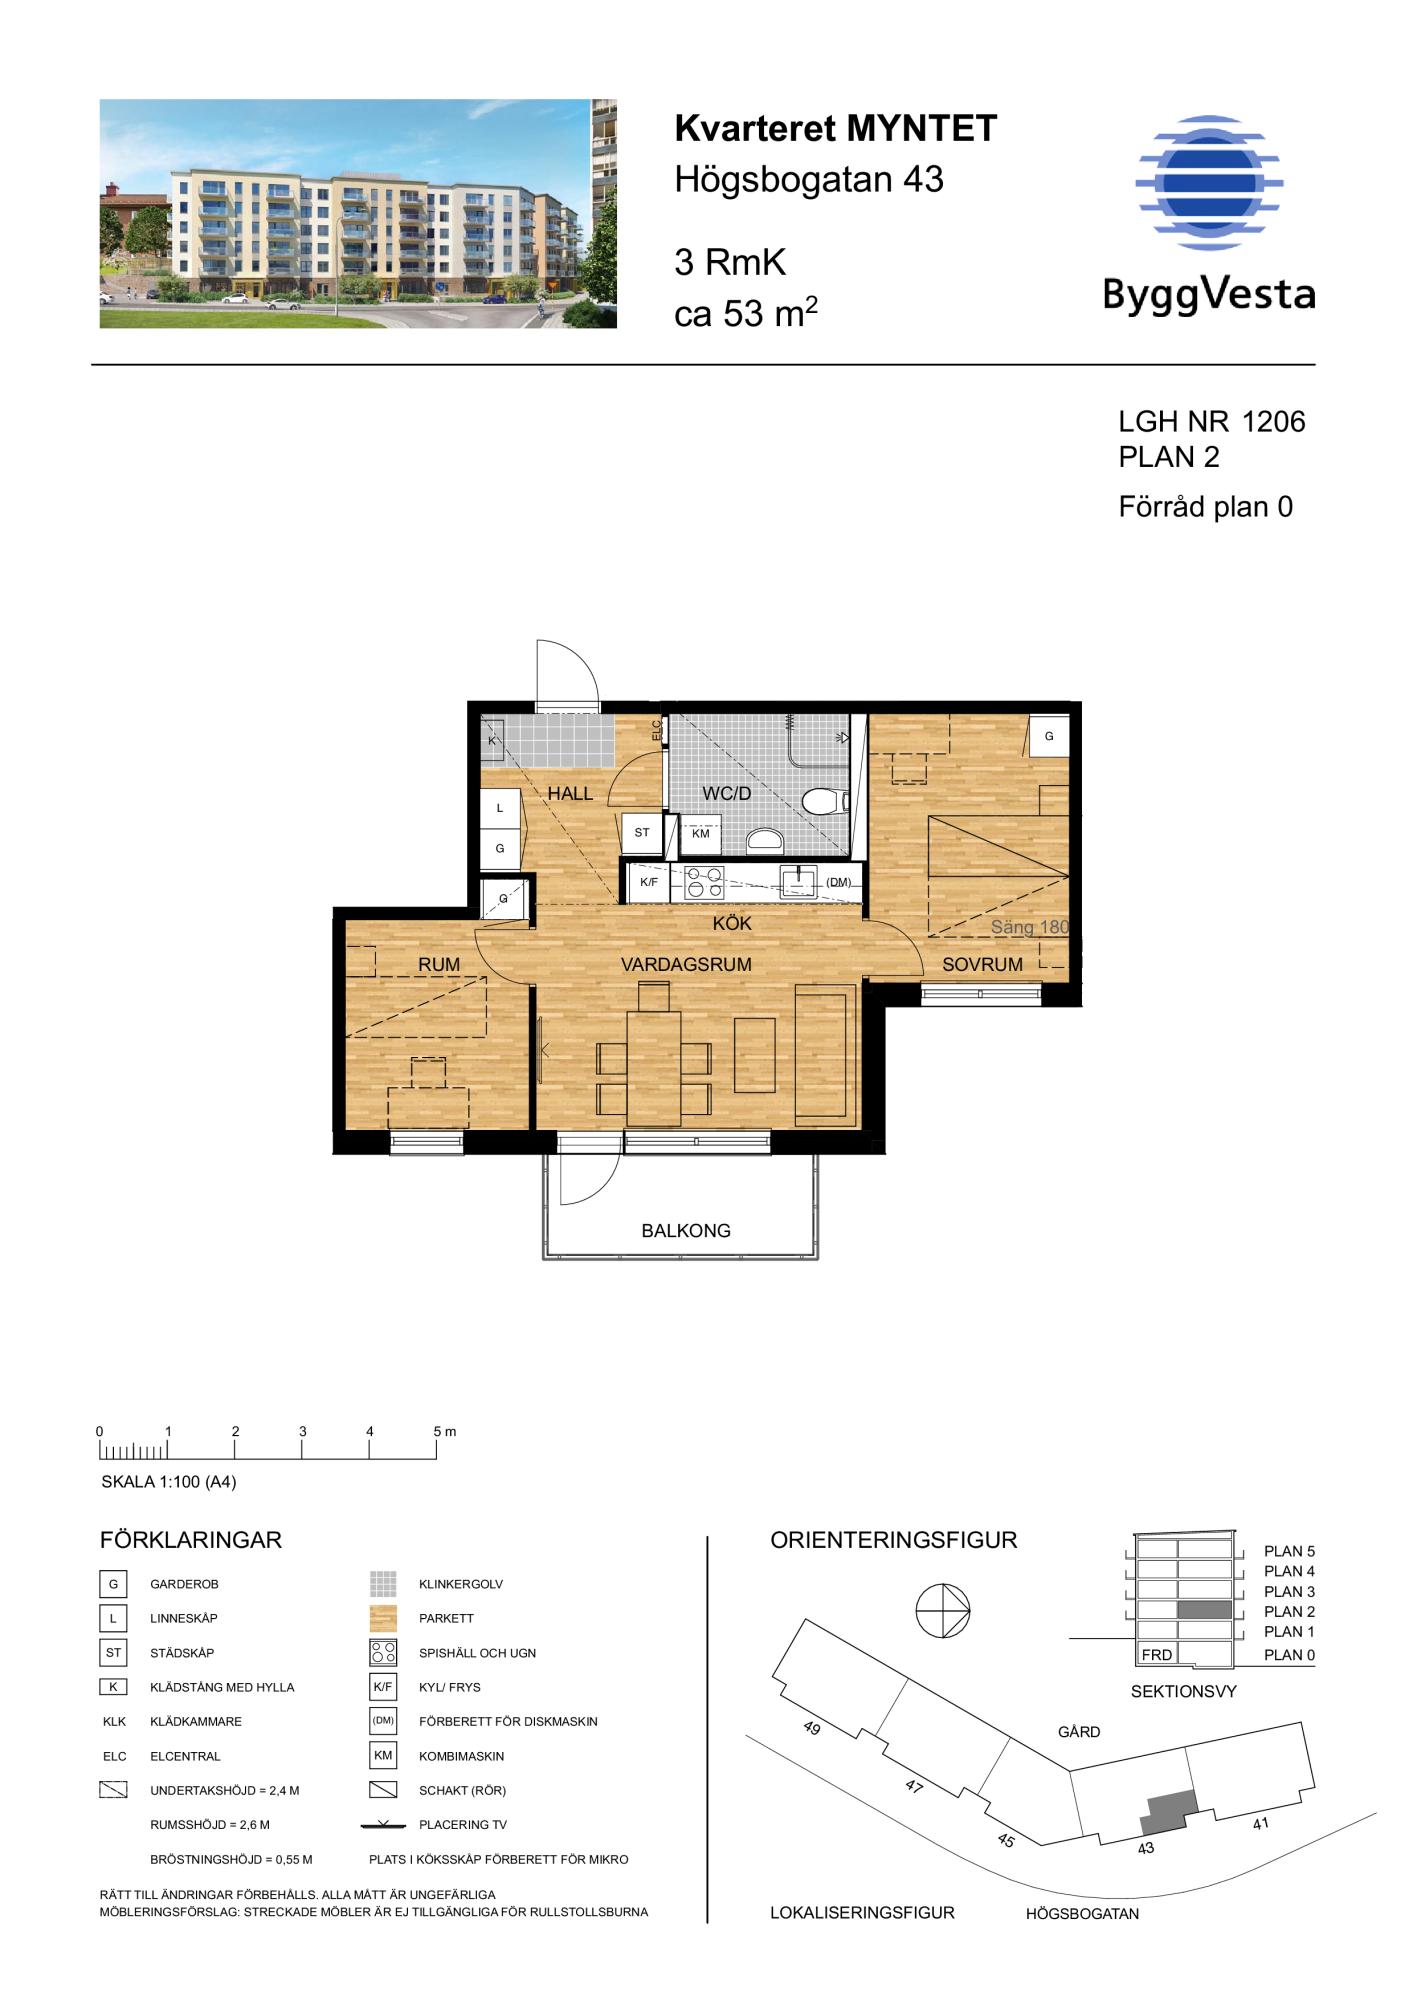 Kvarteret MYNTET
Högsbogatan 43
3 RmK
ca 53 m²
ByggVesta
LGH NR 1206
PLAN 2
Förråd plan 0
K
ELC
HALL
WC/D
G
L
G
ST
KM
K/F
(DM)
G
KÖK
Säng 180
RUM
VARDAGSRUM
SOVRUM
BALKONG
0 1 2 3 4 5 m
SKALA 1:100 (A4)
FÖRKLARINGAR
G GARDEROB
L LINNESKÅP
ST STÄDSKÅP
K KLÄDSTÅNG MED HYLLA
KLK KLÄDKAMMARE
ELC ELCENTRAL
UNDERTAKSHÖJD = 2,4 M
RUMSSHÖJD = 2,6 M
BRÖSTNINGSHÖJD = 0,55 M
KLINKERGOLV
PARKETT
SPISHÄLL OCH UGN
K/F KYL/ FRYS
(DM) FÖRBERETT FÖR DISKMASKIN
KM KOMBIMASKIN
SCHAKT (RÖR)
PLACERING TV
PLATS I KÖKSSKÅP FÖRBERETT FÖR MIKRO
RÄTT TILL ÄNDRINGAR FÖRBEHÅLLS. ALLA MÅTT ÄR UNGEFÄRLIGA
MÖBLERINGSFÖRSLAG: STRECKADE MÖBLER ÄR EJ TILLGÄNGLIGA FÖR RULLSTOLLSBURNA
ORIENTERINGSFIGUR
PLAN 5
PLAN 4
PLAN 3
PLAN 2
PLAN 1
FRD PLAN 0
SEKTIONSVY
GÅRD
49
47
45
43
41
LOKALISERINGSFIGUR
HÖGSBOGATAN